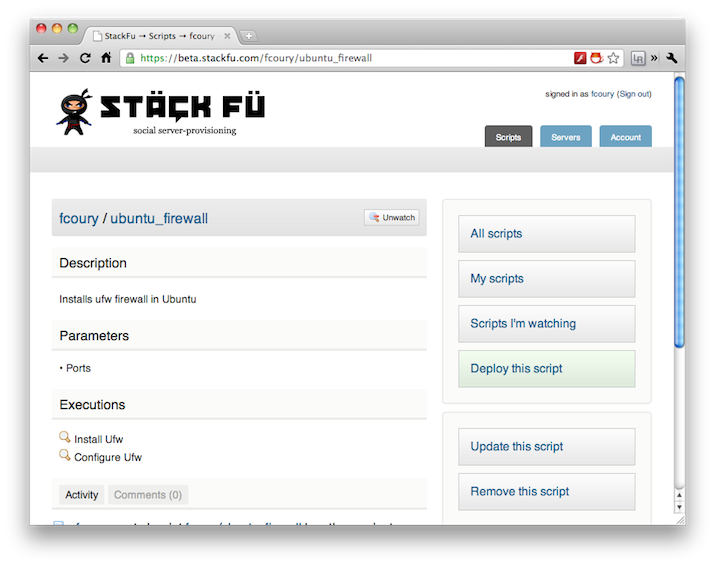 StackFu → Scripts → fcoury
https://beta.stackfu.com/fcoury/ubuntu_firewall
STÄÇK FÜ
social server-provisioning
signed in as fcoury (Sign out)
Scripts
Servers
Account
fcoury / ubuntu_firewall
Unwatch
Description
Installs ufw firewall in Ubuntu
Parameters
• Ports
Executions
Install Ufw
Configure Ufw
Activity
Comments (0)
All scripts
My scripts
Scripts I'm watching
Deploy this script
Update this script
Remove this script